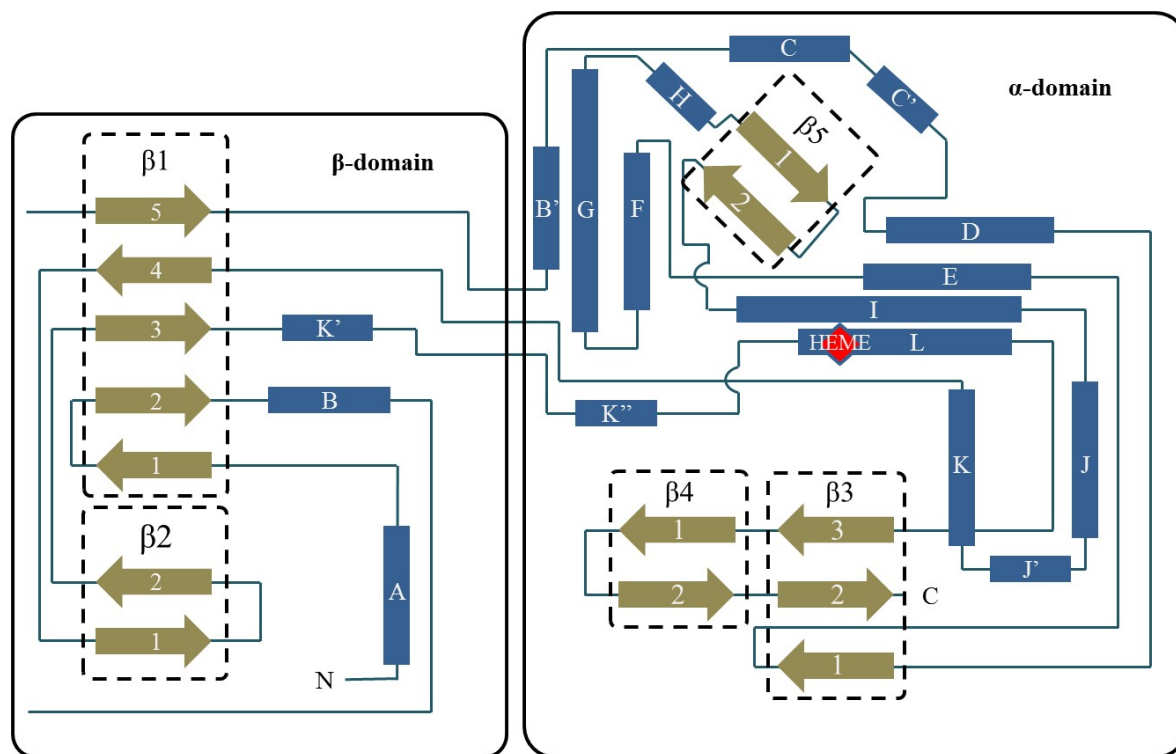 β-domain
β1
5
4
3
K’
2
B
1
β2
2
1
A
N
α-domain
C
C’
H
β5
1
2
B’
G
F
D
E
I
HEME
L
K”
K
J
J’
β4
β3
1
3
2
2
C
1